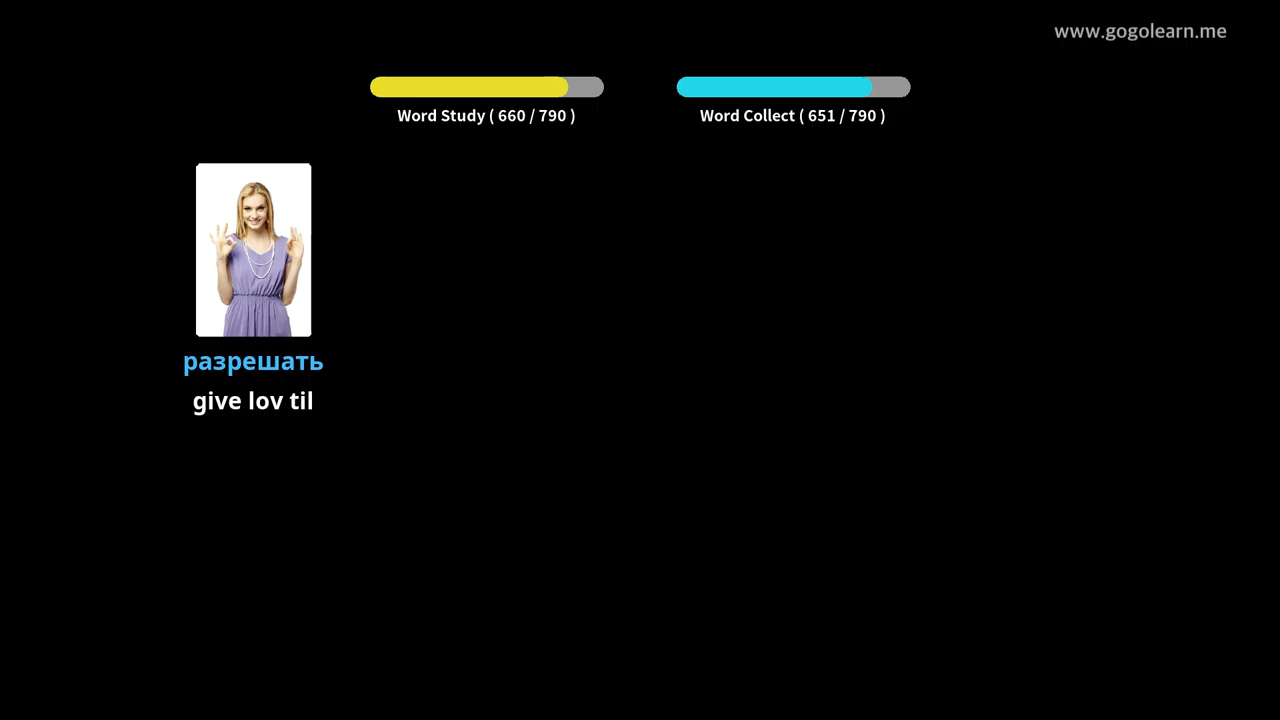 www.gogolearn.me
Word Study ( 660 / 790 )
Word Collect ( 651 / 790 )
разрешать
give lov til